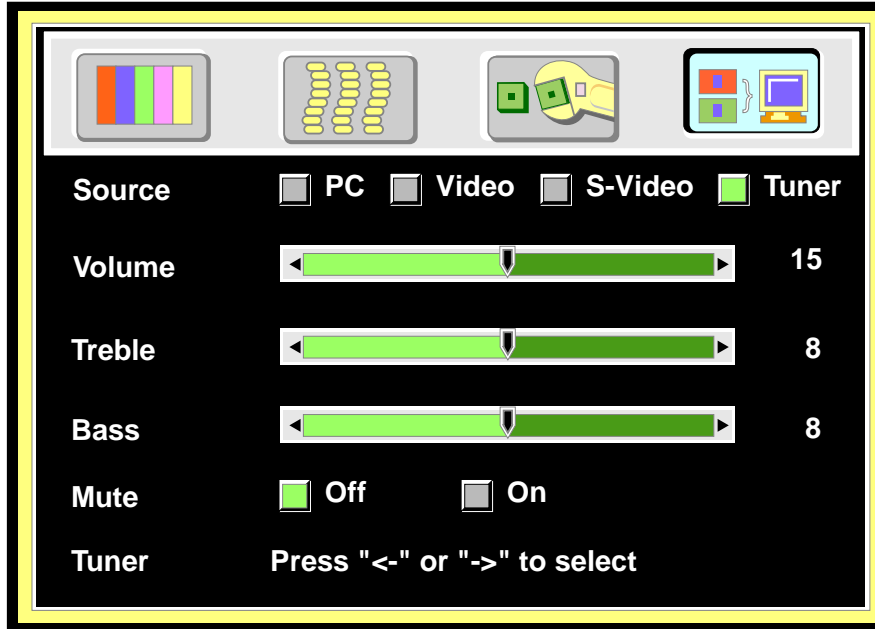 Source PC Video S-Video Tuner
Volume 15
Treble 8
Bass 8
Mute Off On
Tuner Press "<-" or "->" to select